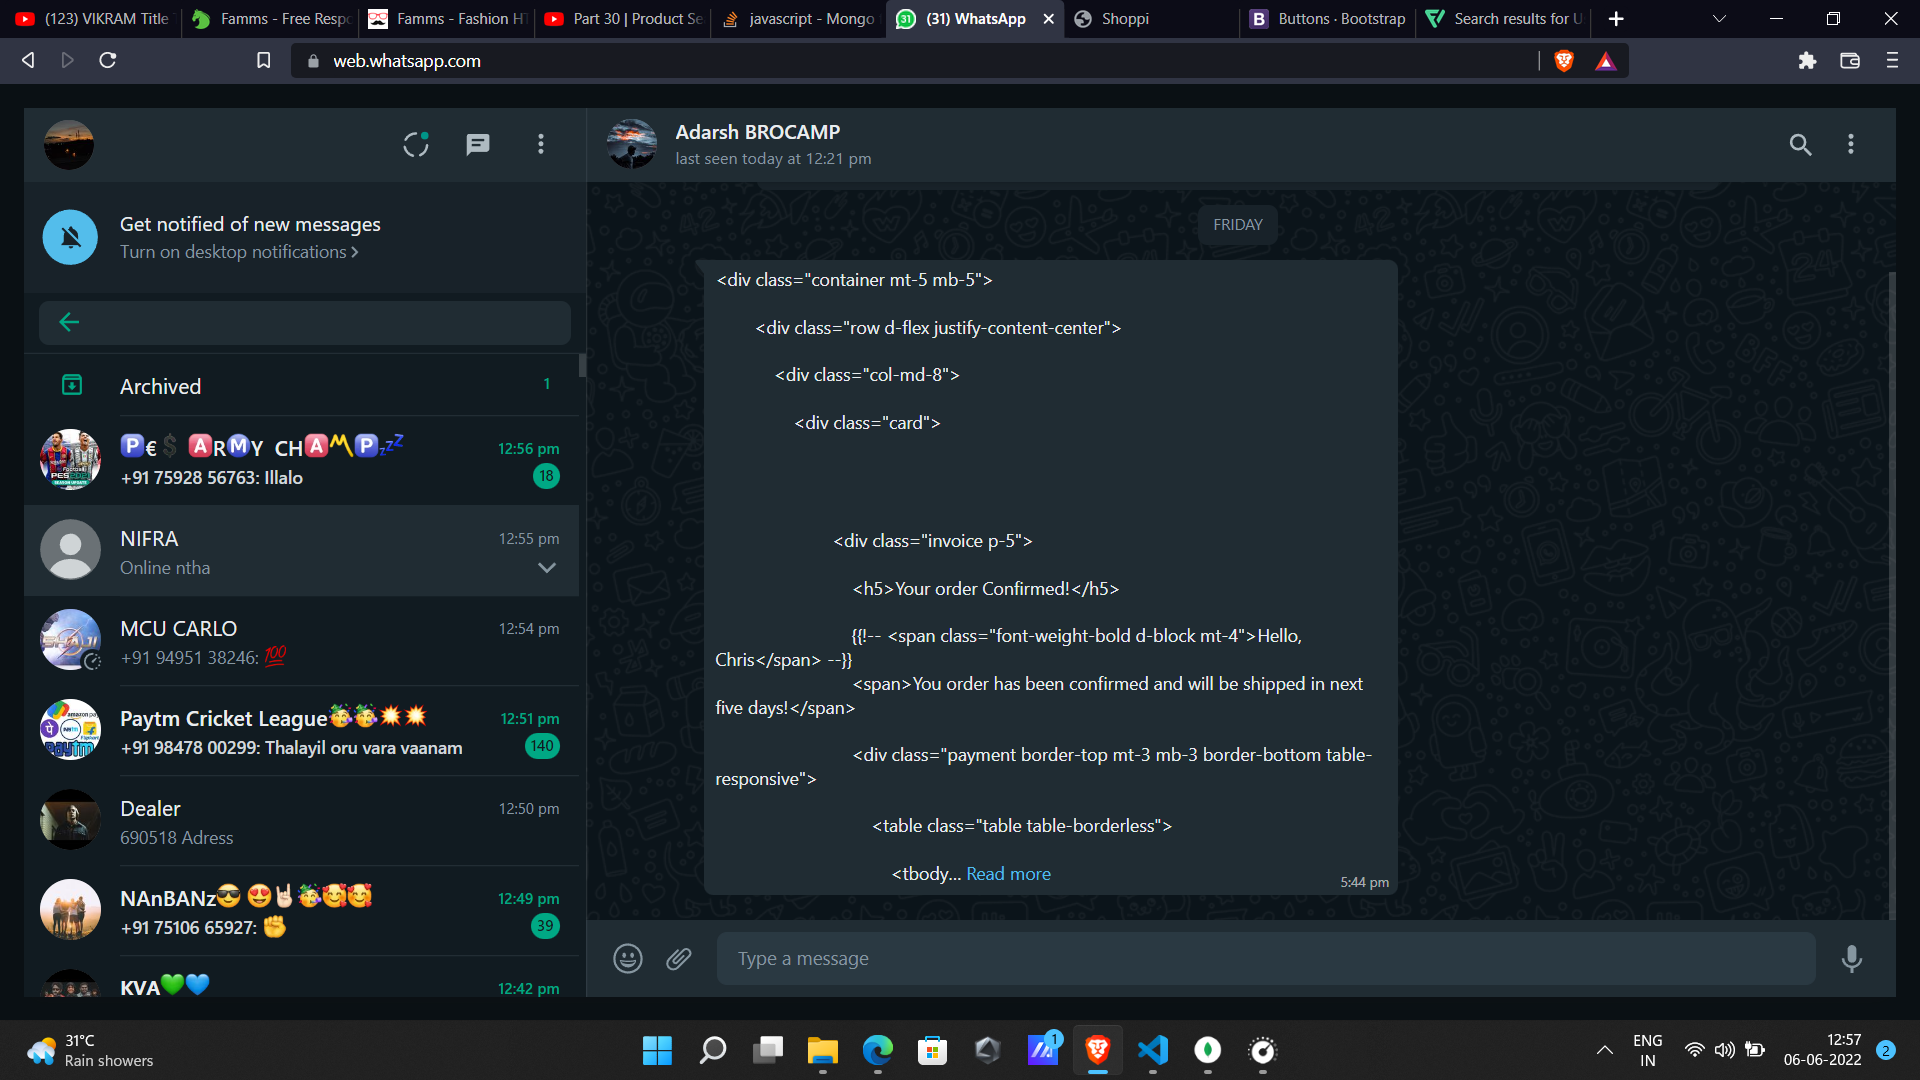 (123) VIKRAM Title
Famms - Free Respo
Famms - Fashion HT
Part 30 | Product Se
javascript - Mongo
(31) WhatsApp
Shoppi
Buttons · Bootstrap
Search results for U
web.whatsapp.com
Adarsh BROCAMP
last seen today at 12:21 pm
Get notified of new messages
Turn on desktop notifications >
Archived
1
🅿€💲 🅰RⓂY CH🅰〽🅿💤
12:56 pm
+91 75928 56763: Illalo
18
NIFRA
12:55 pm
Online ntha
MCU CARLO
12:54 pm
+91 94951 38246: 💯
Paytm Cricket League🥳🥳💥💥
12:51 pm
+91 98478 00299: Thalayil oru vara vaanam
140
Dealer
12:50 pm
690518 Adress
NAnBANz😎 😍🤘🏻🥳🥰🥰
12:49 pm
+91 75106 65927: ✊
39
KVA💚💙
12:42 pm
FRIDAY
<div class="container mt-5 mb-5">
<div class="row d-flex justify-content-center">
<div class="col-md-8">
<div class="card">
<div class="invoice p-5">
<h5>Your order Confirmed!</h5>
{{!-- <span class="font-weight-bold d-block mt-4">Hello,
Chris</span> --}}
<span>You order has been confirmed and will be shipped in next
five days!</span>
<div class="payment border-top mt-3 mb-3 border-bottom table-
responsive">
<table class="table table-borderless">
<tbody... Read more
5:44 pm
Type a message
31°C
Rain showers
1
ENG
IN
12:57
06-06-2022
2